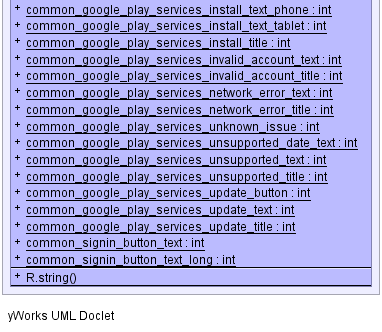 + common_google_play_services_install_text_phone : int
+ common_google_play_services_install_text_tablet : int
+ common_google_play_services_install_title : int
+ common_google_play_services_invalid_account_text : int
+ common_google_play_services_invalid_account_title : int
+ common_google_play_services_network_error_text : int
+ common_google_play_services_network_error_title : int
+ common_google_play_services_unknown_issue : int
+ common_google_play_services_unsupported_date_text : int
+ common_google_play_services_unsupported_text : int
+ common_google_play_services_unsupported_title : int
+ common_google_play_services_update_button : int
+ common_google_play_services_update_text : int
+ common_google_play_services_update_title : int
+ common_signin_button_text : int
+ common_signin_button_text_long : int
+ R.string()
yWorks UML Doclet